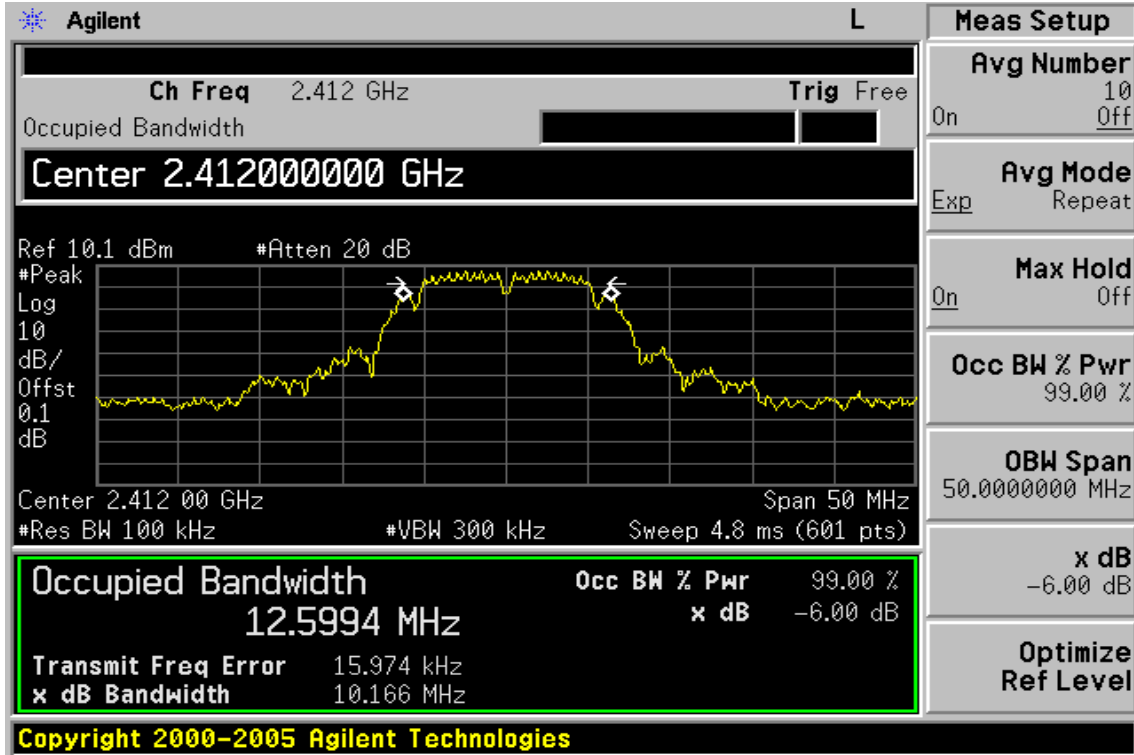 Agilent L
Meas Setup
Ch Freq 2.412 GHz Trig Free
Occupied Bandwidth
Center 2.412000000 GHz
Ref 10.1 dBm #Atten 20 dB
#Peak
Log
10
dB/
Offst
0.1
dB
Center 2.412 00 GHz Span 50 MHz
#Res BW 100 kHz #VBW 300 kHz Sweep 4.8 ms (601 pts)
Occupied Bandwidth
12.5994 MHz
Occ BW % Pwr 99.00 %
x dB -6.00 dB
Transmit Freq Error 15.974 kHz
x dB Bandwidth 10.166 MHz
Avg Number
10
On Off
Avg Mode
Exp Repeat
Max Hold
On Off
Occ BW % Pwr
99.00 %
OBW Span
50.0000000 MHz
x dB
-6.00 dB
Optimize
Ref Level
Copyright 2000-2005 Agilent Technologies